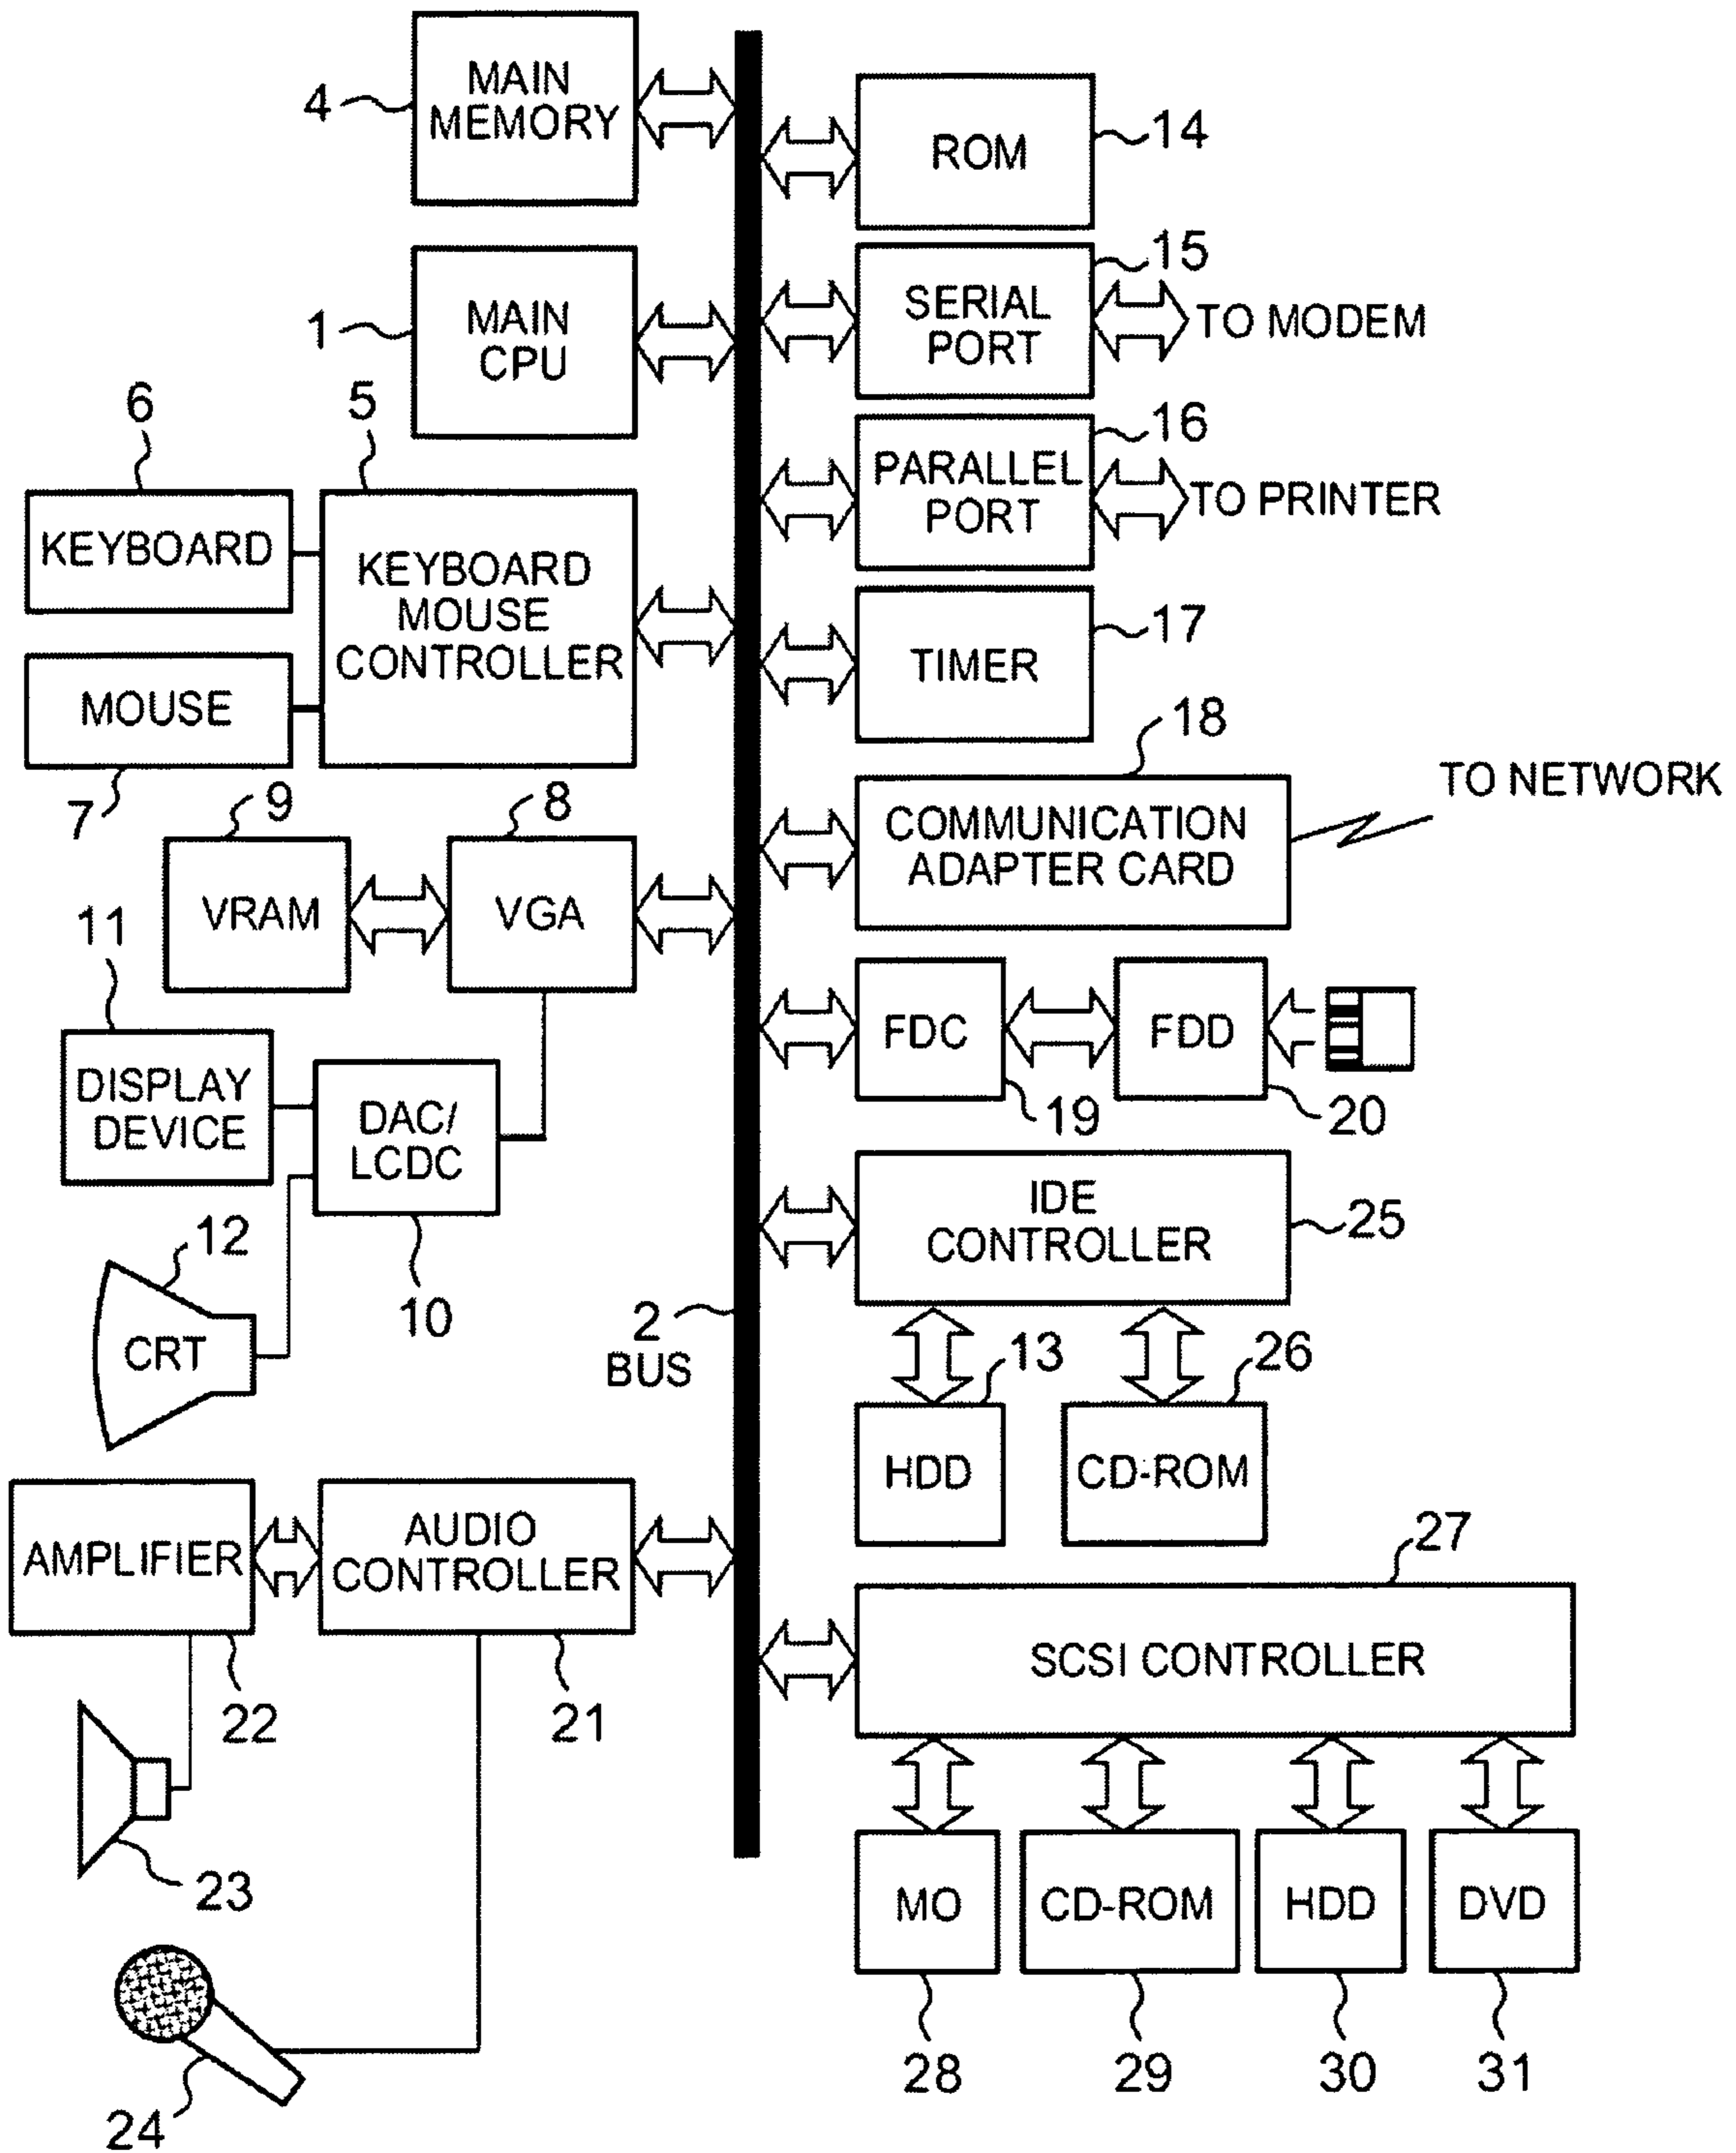 MAIN
MEMORY
4
ROM
14
MAIN
CPU
1
SERIAL
PORT
15
TO MODEM
PARALLEL
PORT
16
TO PRINTER
6
KEYBOARD
5
KEYBOARD
MOUSE
CONTROLLER
MOUSE
7
TIMER
17
18
COMMUNICATION
ADAPTER CARD
TO NETWORK
9
VRAM
8
VGA
11
DISPLAY
DEVICE
DAC/
LCDC
10
12
CRT
FDC
19
FDD
20
IDE
CONTROLLER
25
2
BUS
13
HDD
26
CD-ROM
AMPLIFIER
22
AUDIO
CONTROLLER
21
23
24
27
SCSI CONTROLLER
MO
CD-ROM
HDD
DVD
28
29
30
31